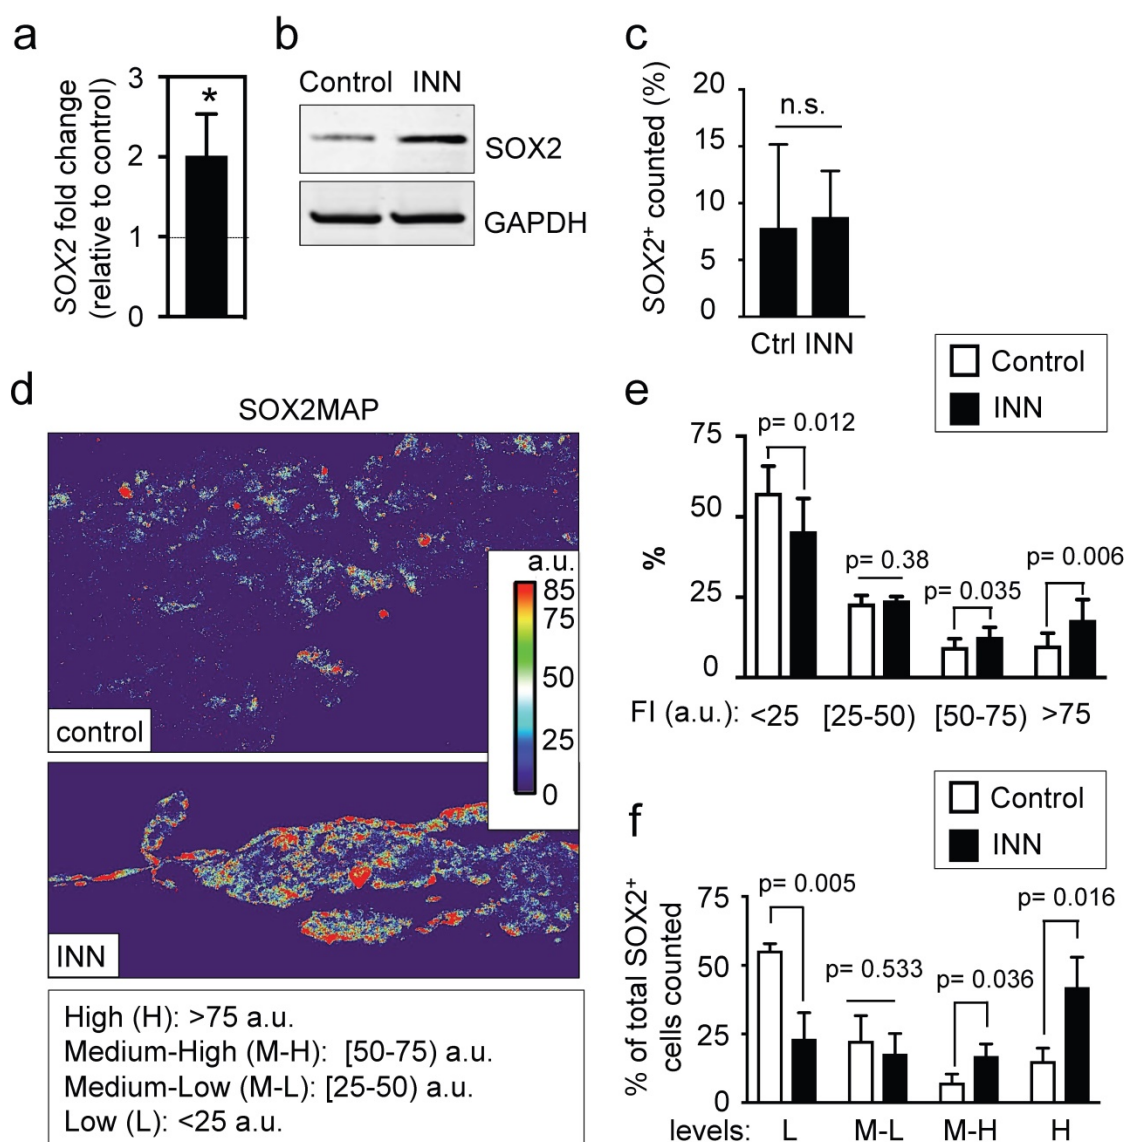 a
SOX2 fold change
(relative to control)
3
2
1
0
*
b
Control INN
SOX2
GAPDH
c
SOX2⁺ counted (%)
20
15
10
5
0
n.s.
Ctrl INN
d
SOX2MAP
control
INN
a.u.
85
75
50
25
0
High (H): >75 a.u.
Medium-High (M-H): [50-75) a.u.
Medium-Low (M-L): [25-50) a.u.
Low (L): <25 a.u.
e
Control
INN
%
75
50
25
0
p= 0.012
p= 0.38
p= 0.035
p= 0.006
FI (a.u.): <25 [25-50) [50-75) >75
f
Control
INN
% of total SOX2⁺
cells counted
75
50
25
0
p= 0.005
p= 0.533
p= 0.036
p= 0.016
levels: L M-L M-H H